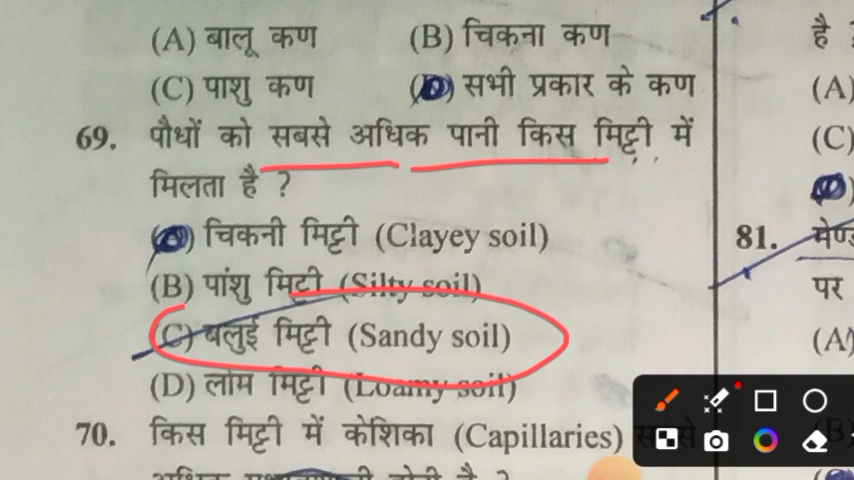 (A) बालू कण (B) चिकना कण
(C) पाशु कण (D) सभी प्रकार के कण
69. पौधों को सबसे अधिक पानी किस मिट्टी में
मिलता है ?
(A) चिकनी मिट्टी (Clayey soil)
(B) पांशु मिट्टी (Silty soil)
(C) बलुई मिट्टी (Sandy soil)
(D) लोम मिट्टी (Loamy soil)
70. किस मिट्टी में केशिका (Capillaries)
है ?
(A)
(C)
81.
पर
(A)
(B)